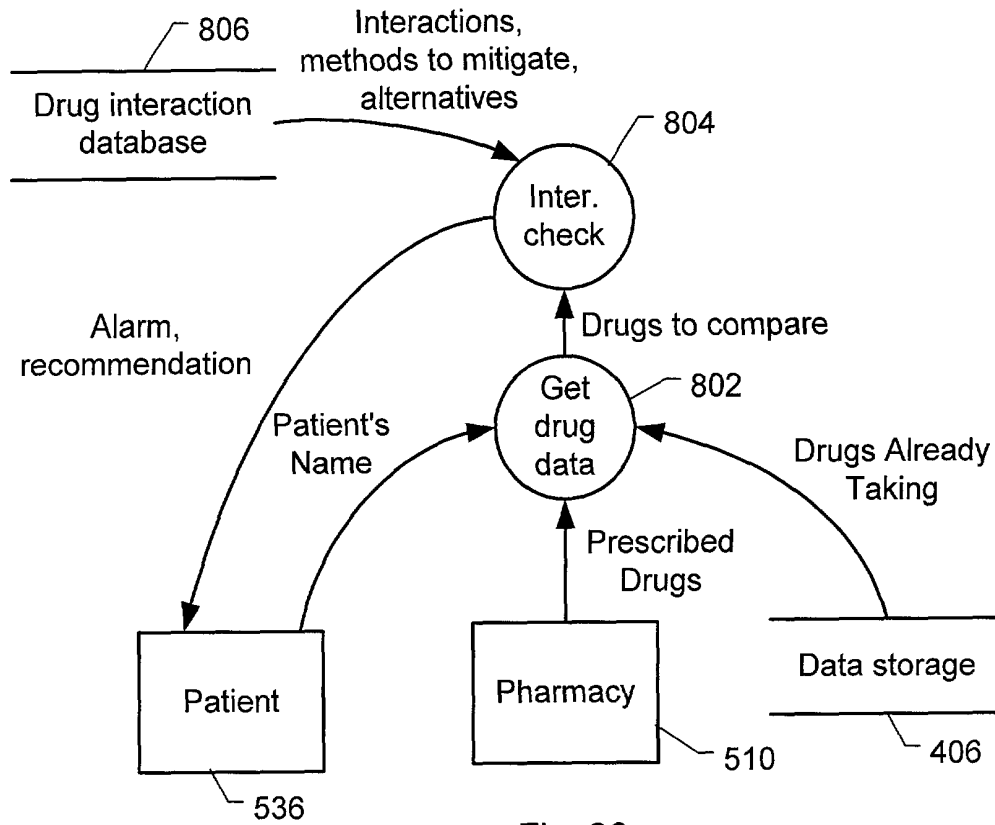 806
Interactions,
methods to mitigate,
alternatives
Drug interaction
database
804
Inter.
check
Alarm,
recommendation
Drugs to compare
802
Get
drug
data
Patient's
Name
Drugs Already
Taking
Prescribed
Drugs
Patient
Pharmacy
Data storage
510
406
536